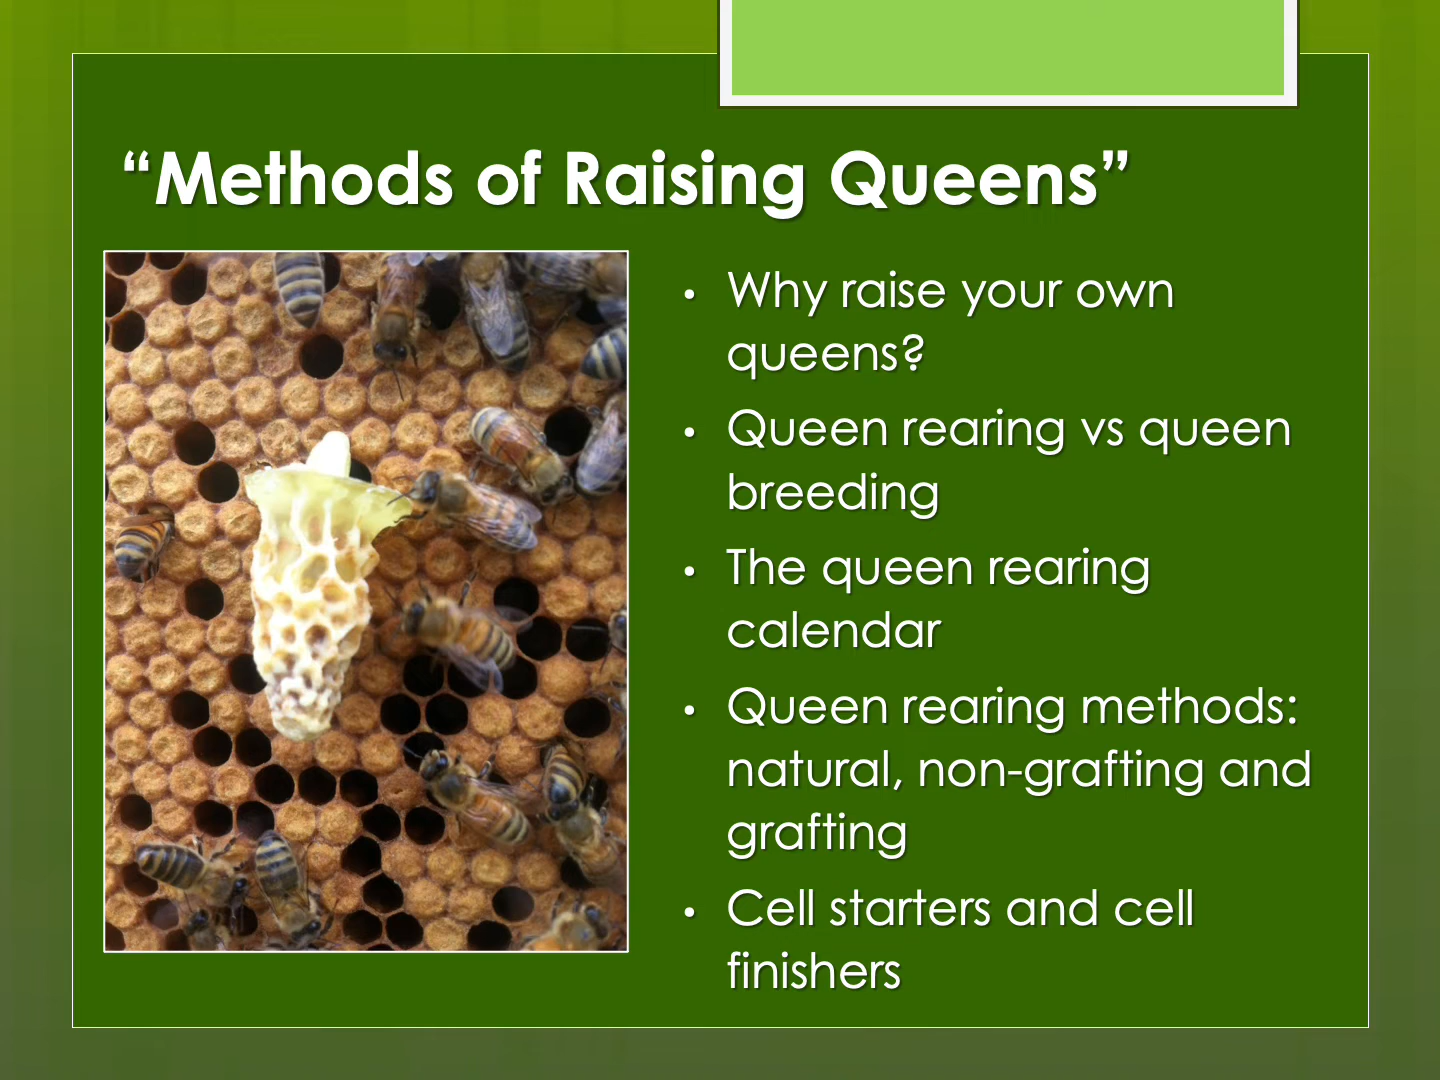 “Methods of Raising Queens”
• Why raise your own
queens?
• Queen rearing vs queen
breeding
• The queen rearing
calendar
• Queen rearing methods:
natural, non-grafting and
grafting
• Cell starters and cell
finishers